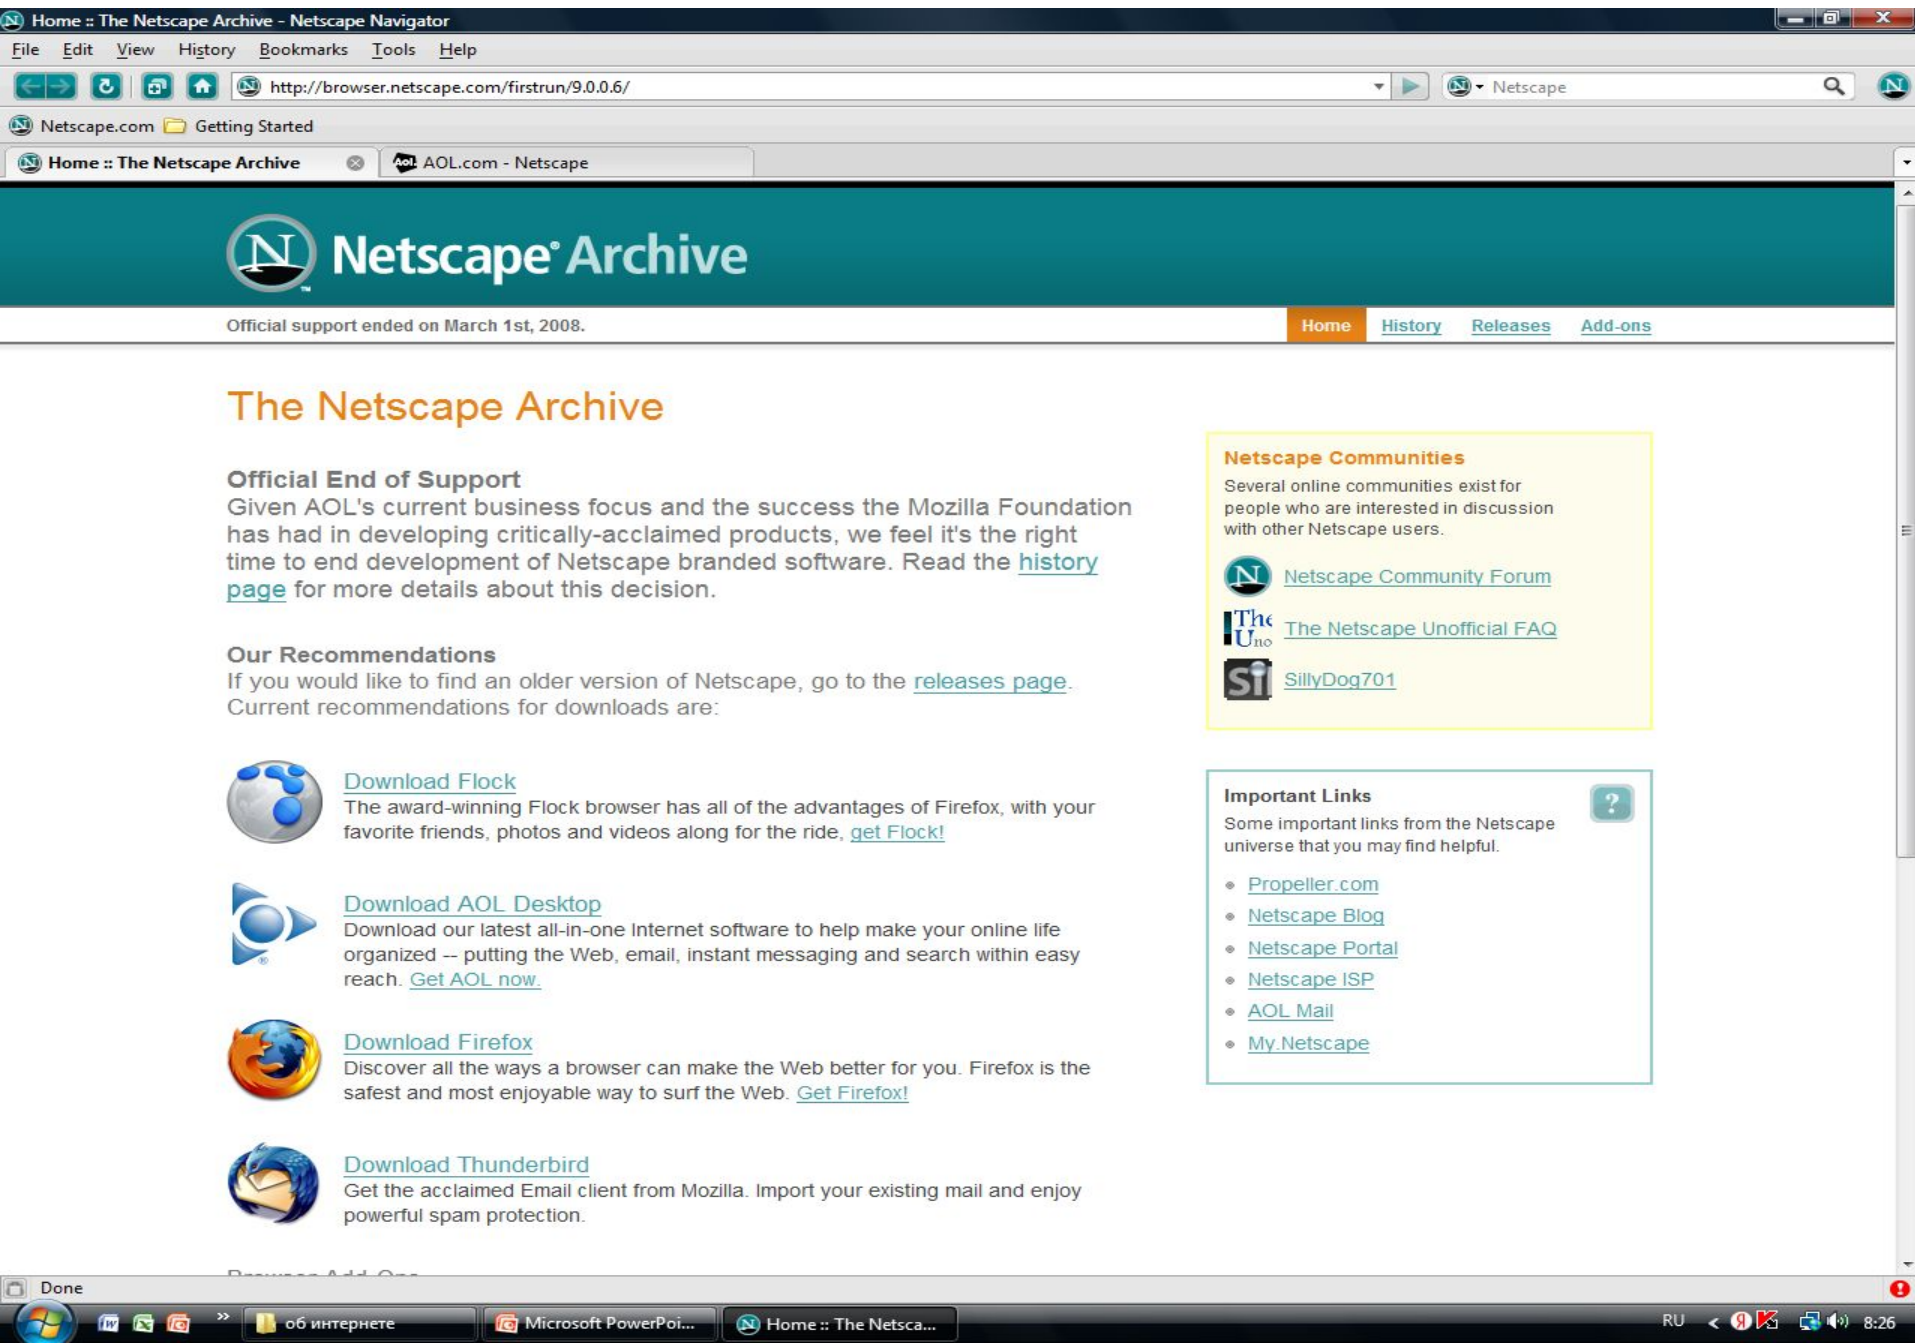 Home :: The Netscape Archive - Netscape Navigator
File Edit View History Bookmarks Tools Help
http://browser.netscape.com/firstrun/9.0.0.6/ Netscape
Netscape.com Getting Started
Home :: The Netscape Archive AOL.com - Netscape
Netscape® Archive
Official support ended on March 1st, 2008. Home History Releases Add-ons
The Netscape Archive
Official End of Support
Given AOL's current business focus and the success the Mozilla Foundation
has had in developing critically-acclaimed products, we feel it's the right
time to end development of Netscape branded software. Read the history
page for more details about this decision.
Our Recommendations
If you would like to find an older version of Netscape, go to the releases page.
Current recommendations for downloads are:
Download Flock
The award-winning Flock browser has all of the advantages of Firefox, with your
favorite friends, photos and videos along for the ride, get Flock!
Download AOL Desktop
Download our latest all-in-one Internet software to help make your online life
organized -- putting the Web, email, instant messaging and search within easy
reach. Get AOL now.
Download Firefox
Discover all the ways a browser can make the Web better for you. Firefox is the
safest and most enjoyable way to surf the Web. Get Firefox!
Download Thunderbird
Get the acclaimed Email client from Mozilla. Import your existing mail and enjoy
powerful spam protection.
Netscape Communities
Several online communities exist for
people who are interested in discussion
with other Netscape users.
Netscape Community Forum
The Netscape Unofficial FAQ
SillyDog701
Important Links
Some important links from the Netscape
universe that you may find helpful.
Propeller.com
Netscape Blog
Netscape Portal
Netscape ISP
AOL Mail
My.Netscape
Done
об интернете Microsoft PowerPoi... Home :: The Netsca... RU 8:26